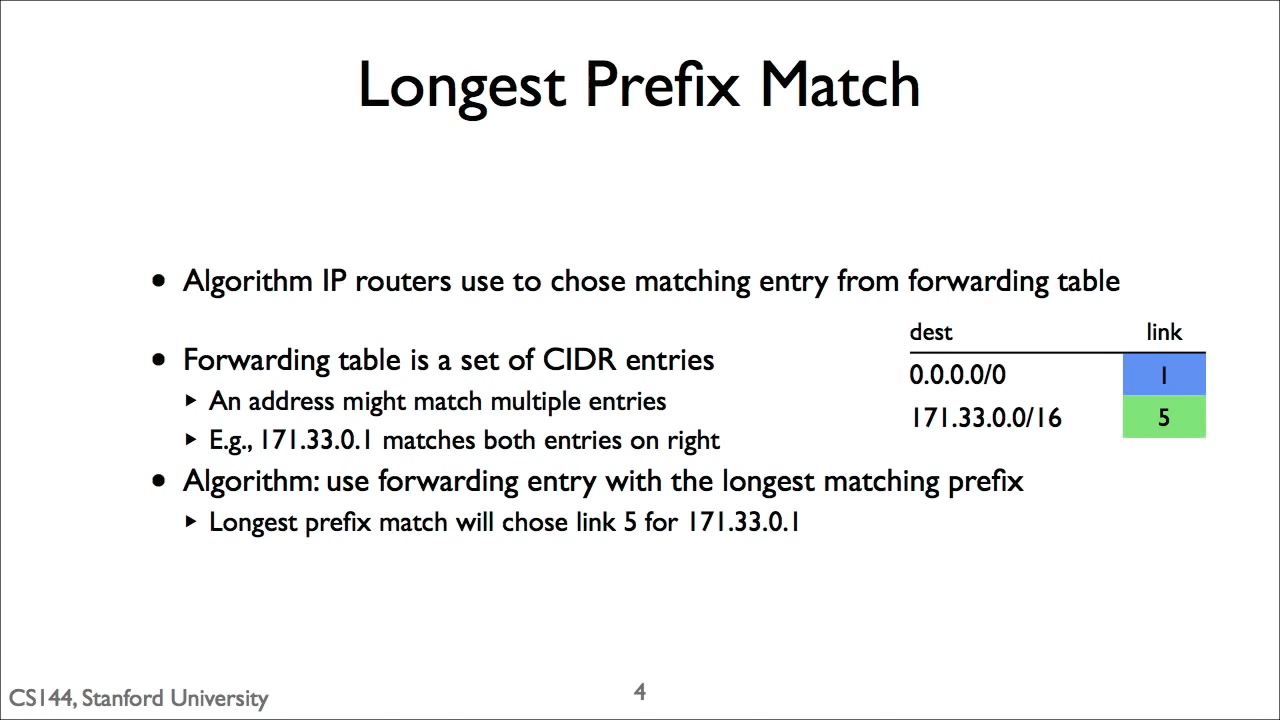 Longest Prefix Match
• Algorithm IP routers use to chose matching entry from forwarding table
• Forwarding table is a set of CIDR entries
‣ An address might match multiple entries
‣ E.g., 171.33.0.1 matches both entries on right
• Algorithm: use forwarding entry with the longest matching prefix
‣ Longest prefix match will chose link 5 for 171.33.0.1
dest link
0.0.0.0/0 1
171.33.0.0/16 5
CS144, Stanford University
4